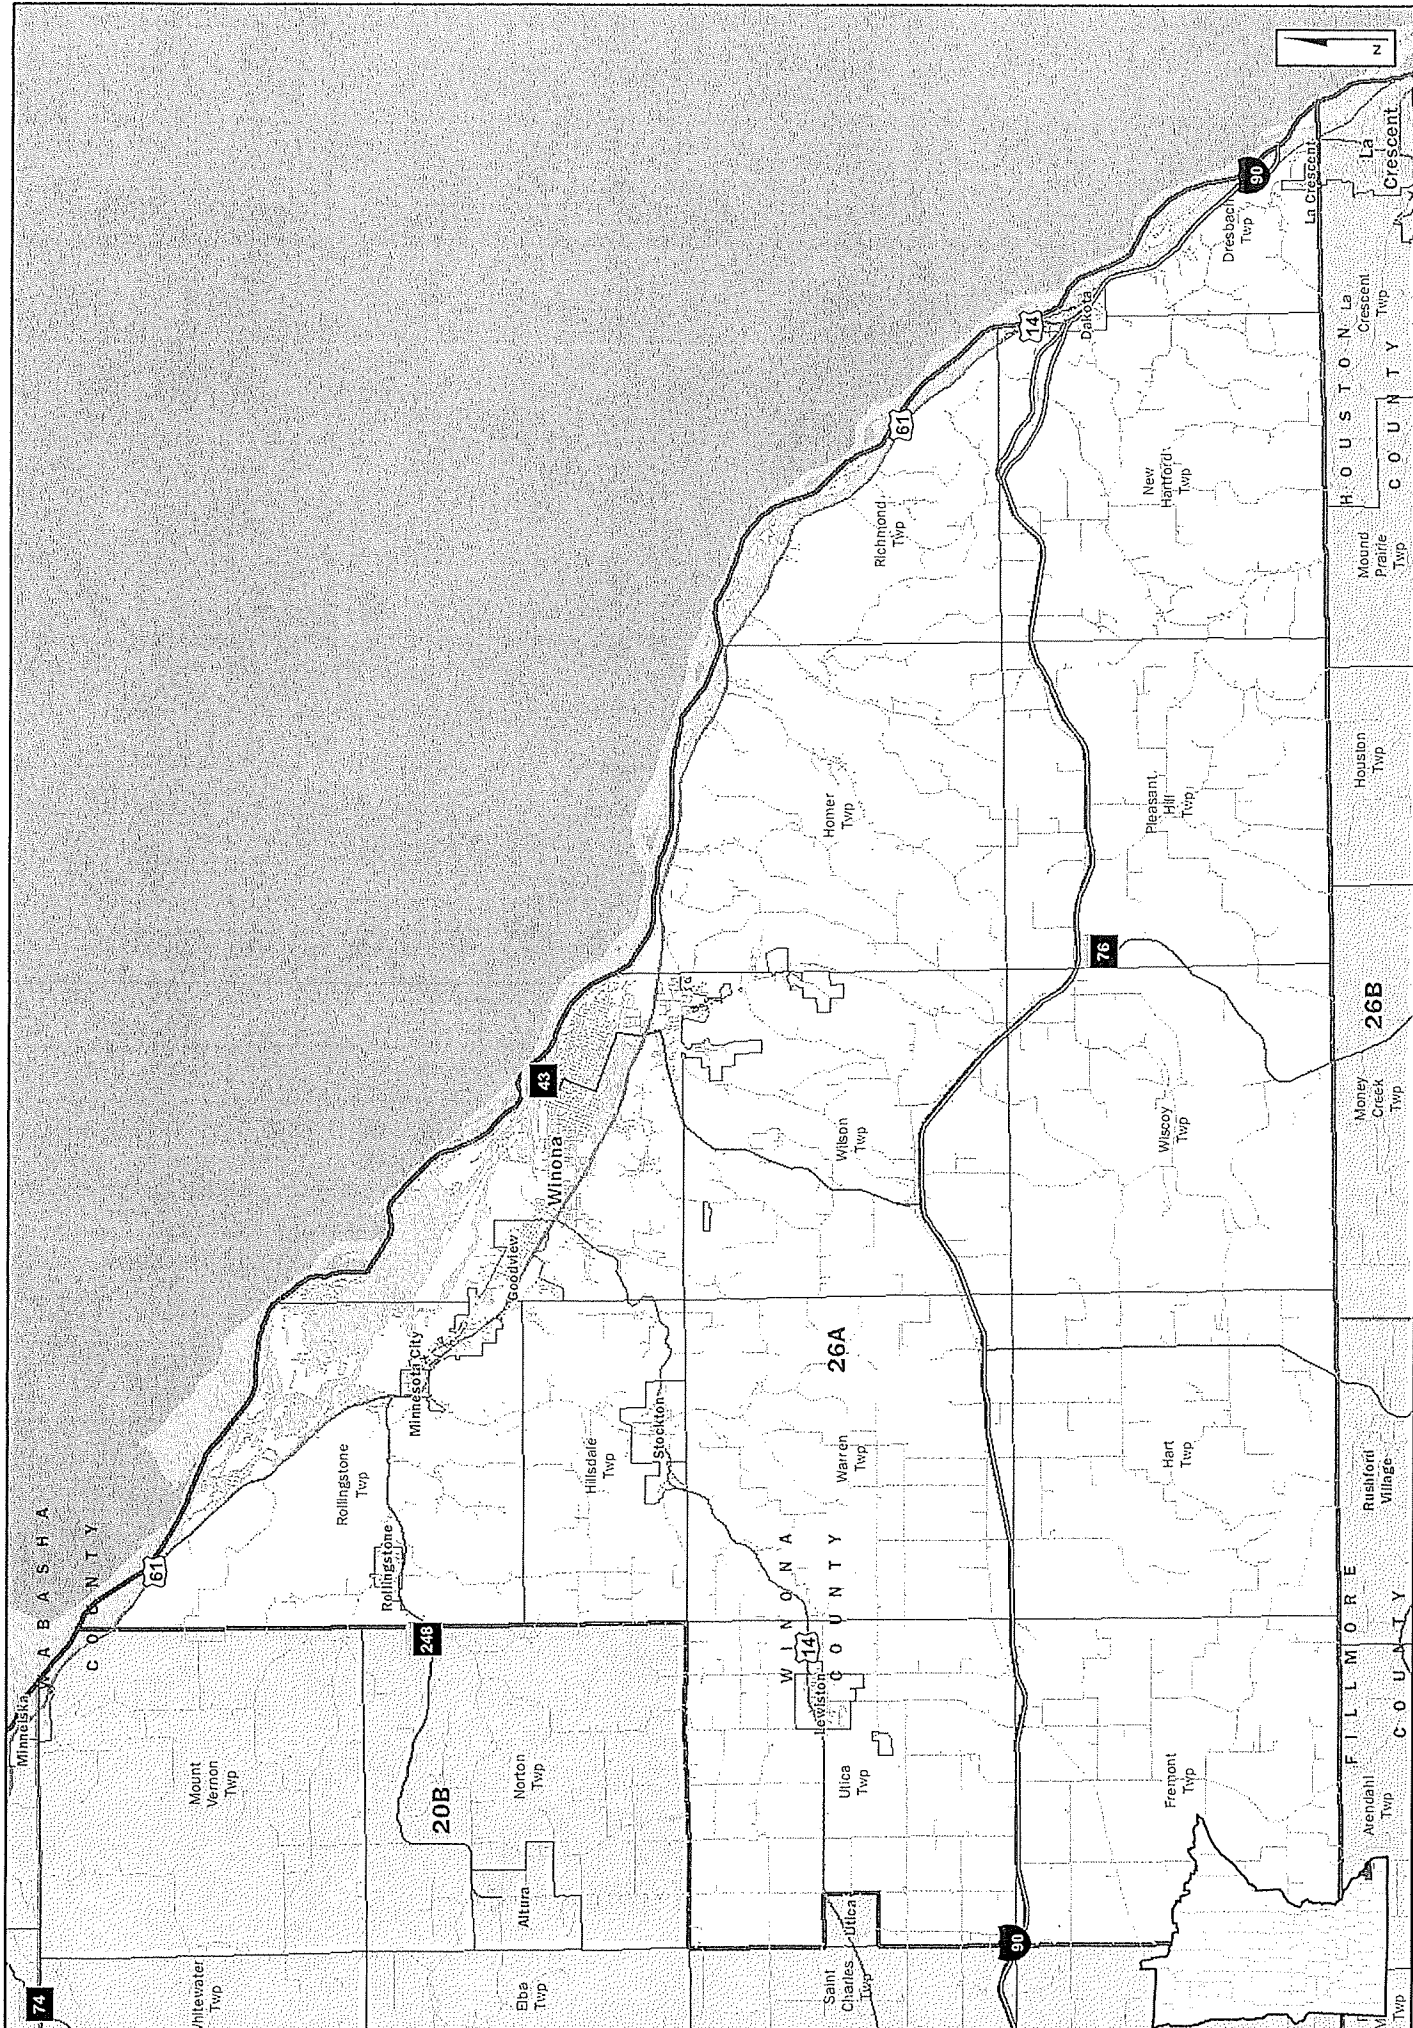 N
La
Crescent
90
La Crescent
Dresbach
Twp
La
Crescent
Twp
HOUSTON
COUNTY
14
Dakota
61
New
Hartford
Twp
Richmond
Twp
Mound
Prairie
Twp
Houston
Twp
Pleasant
Hill
Twp
Homer
Twp
76
26B
Money
Creek
Twp
43
Winona
Wilson
Twp
Wiscoy
Twp
Goodview
Minnesota City
26A
Stockton
Rollingstone
Twp
Hillsdale
Twp
Warren
Twp
Hart
Twp
Rushford
Village
WABASHA
COUNTY
61
Rollingstone
248
WINONA
COUNTY
14
Lewiston
FILLMORE
COUNTY
Minneiska
Mount
Vernon
Twp
20B
Norton
Twp
Utica
Twp
Fremont
Twp
Arendahl
Twp
Altura
Utica
90
74
Whitewater
Twp
Elba
Twp
Saint
Charles
Twp
Twp